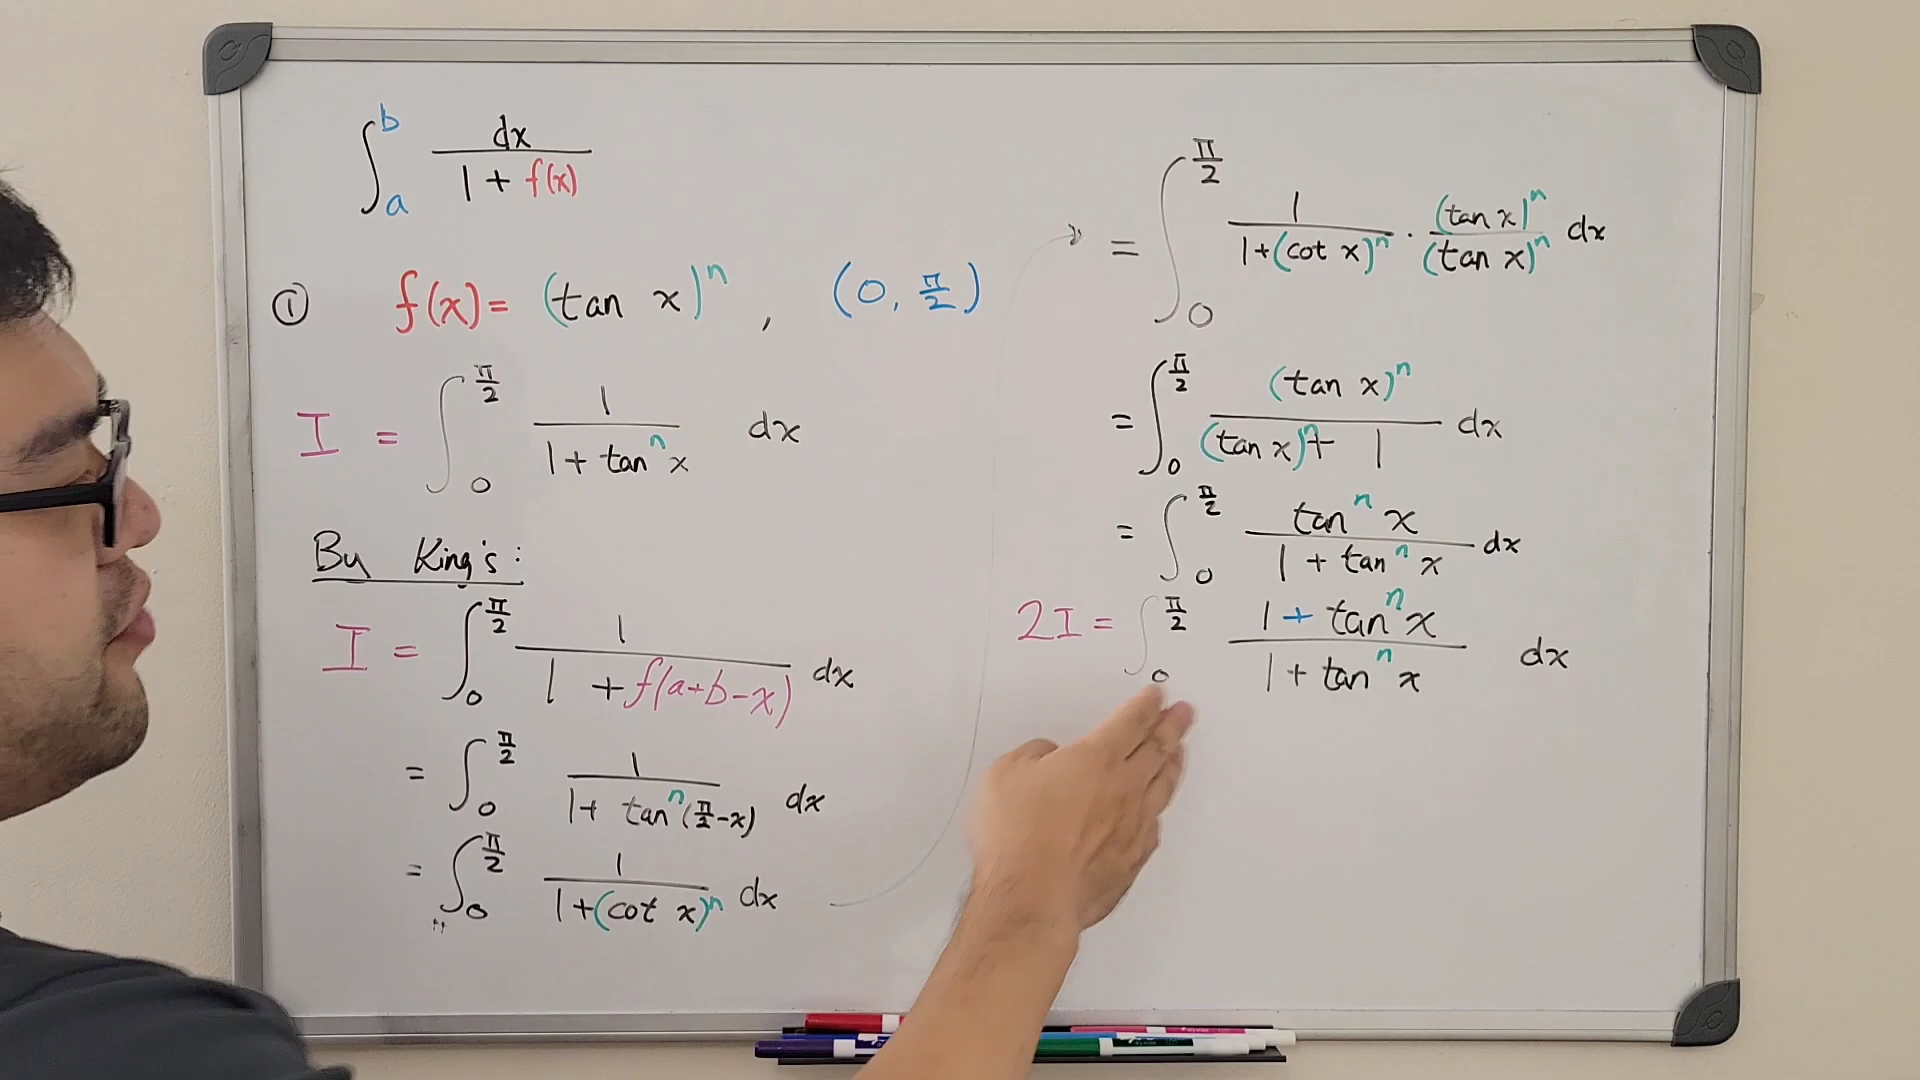 ∫_a^b dx / (1 + f(x))
① f(x) = (tan x)^n , (0, π/2)
I = ∫_0^{π/2} 1 / (1 + tan^n x) dx
By King's:
I = ∫_0^{π/2} 1 / (1 + f(a+b-x)) dx
= ∫_0^{π/2} 1 / (1 + tan^n (π/2 - x)) dx
= ∫_0^{π/2} 1 / (1 + (cot x)^n) dx
= ∫_0^{π/2} 1 / (1 + (cot x)^n) · (tan x)^n / (tan x)^n dx
= ∫_0^{π/2} (tan x)^n / ((tan x)^n + 1) dx
= ∫_0^{π/2} tan^n x / (1 + tan^n x) dx
2I = ∫_0^{π/2} (1 + tan^n x) / (1 + tan^n x) dx